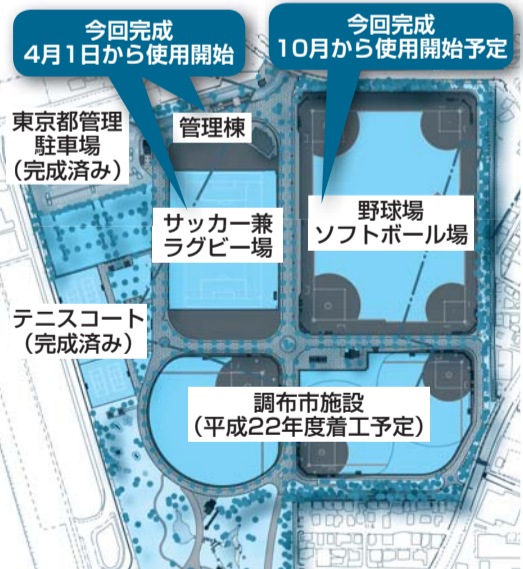 今回完成
4月1日から使用開始
今回完成
10月から使用開始予定
東京都管理
駐車場
（完成済み）
管理棟
サッカー兼
ラグビー場
野球場
ソフトボール場
テニスコート
（完成済み）
調布市施設
（平成22年度着工予定）